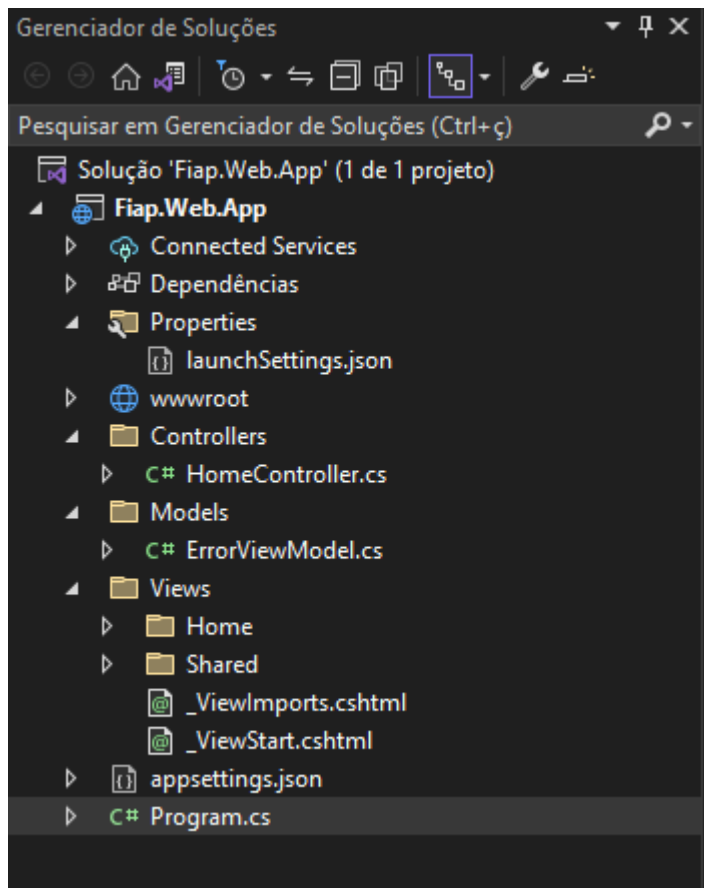 Gerenciador de Soluções
Pesquisar em Gerenciador de Soluções (Ctrl+ç)
Solução 'Fiap.Web.App' (1 de 1 projeto)
Fiap.Web.App
Connected Services
Dependências
Properties
launchSettings.json
wwwroot
Controllers
C# HomeController.cs
Models
C# ErrorViewModel.cs
Views
Home
Shared
_ViewImports.cshtml
_ViewStart.cshtml
appsettings.json
C# Program.cs